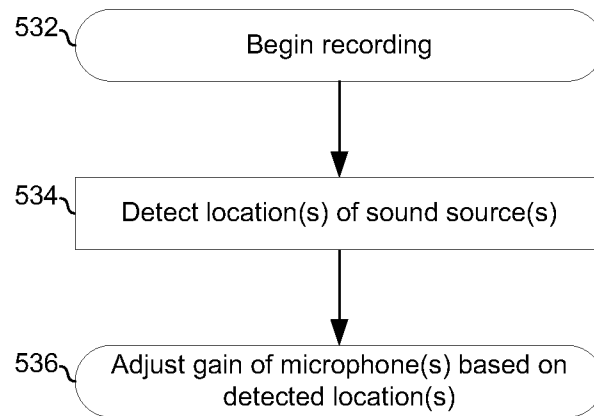 532
Begin recording
534
Detect location(s) of sound source(s)
536
Adjust gain of microphone(s) based on
detected location(s)